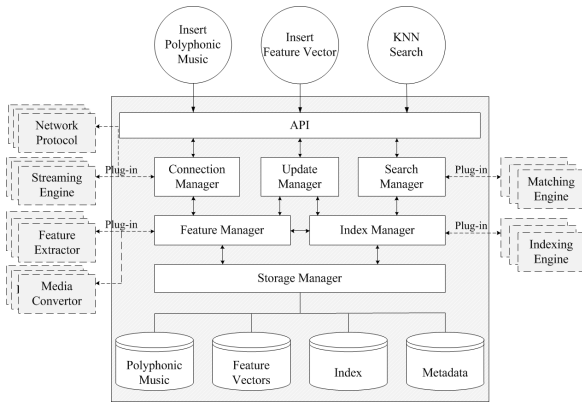 Insert
Polyphonic
Music
Insert
Feature Vector
KNN
Search
API
Network
Protocol
Streaming
Engine
Plug-in
Connection
Manager
Update
Manager
Search
Manager
Plug-in
Matching
Engine
Feature
Extractor
Plug-in
Feature Manager
Index Manager
Plug-in
Indexing
Engine
Media
Convertor
Storage Manager
Polyphonic
Music
Feature
Vectors
Index
Metadata